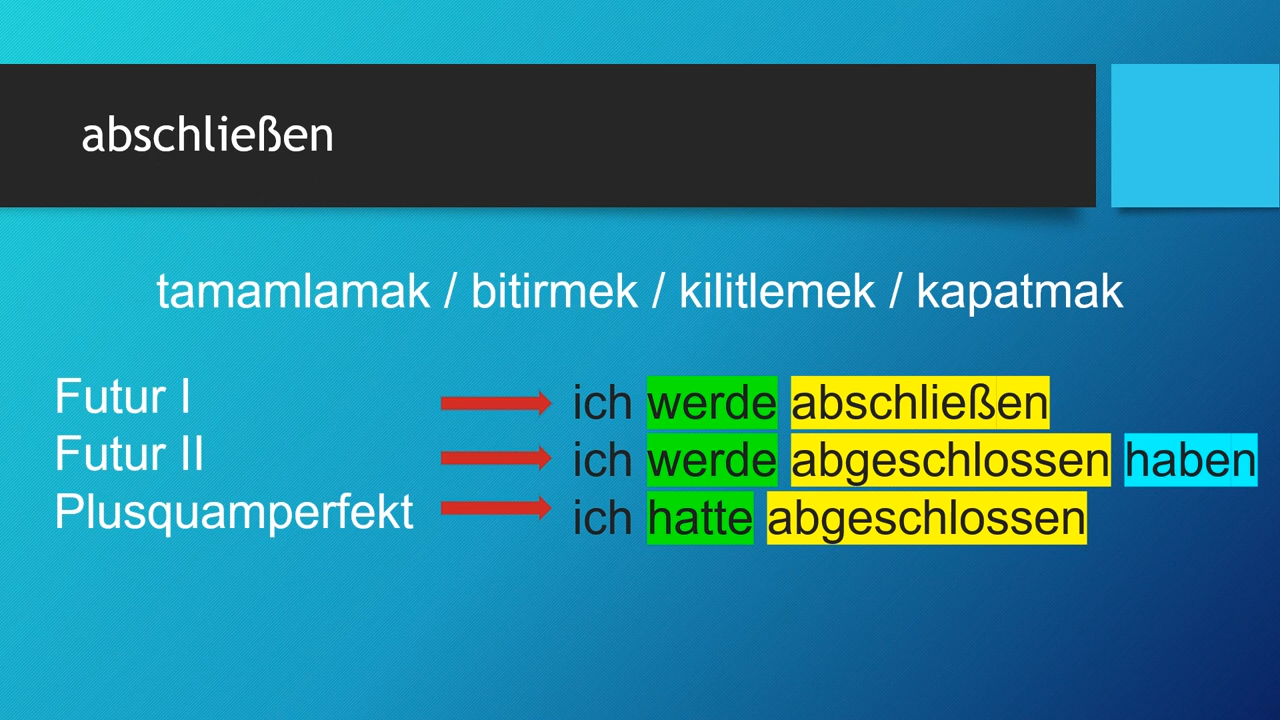 abschließen
tamamlamak / bitirmek / kilitlemek / kapatmak
Futur I ich werde abschließen
Futur II ich werde abgeschlossen haben
Plusquamperfekt ich hatte abgeschlossen